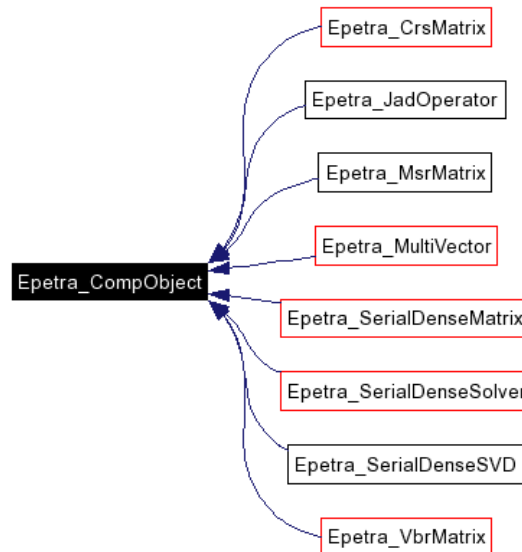 Epetra_CrsMatrix
Epetra_JadOperator
Epetra_MsrMatrix
Epetra_MultiVector
Epetra_CompObject
Epetra_SerialDenseMatrix
Epetra_SerialDenseSolver
Epetra_SerialDenseSVD
Epetra_VbrMatrix